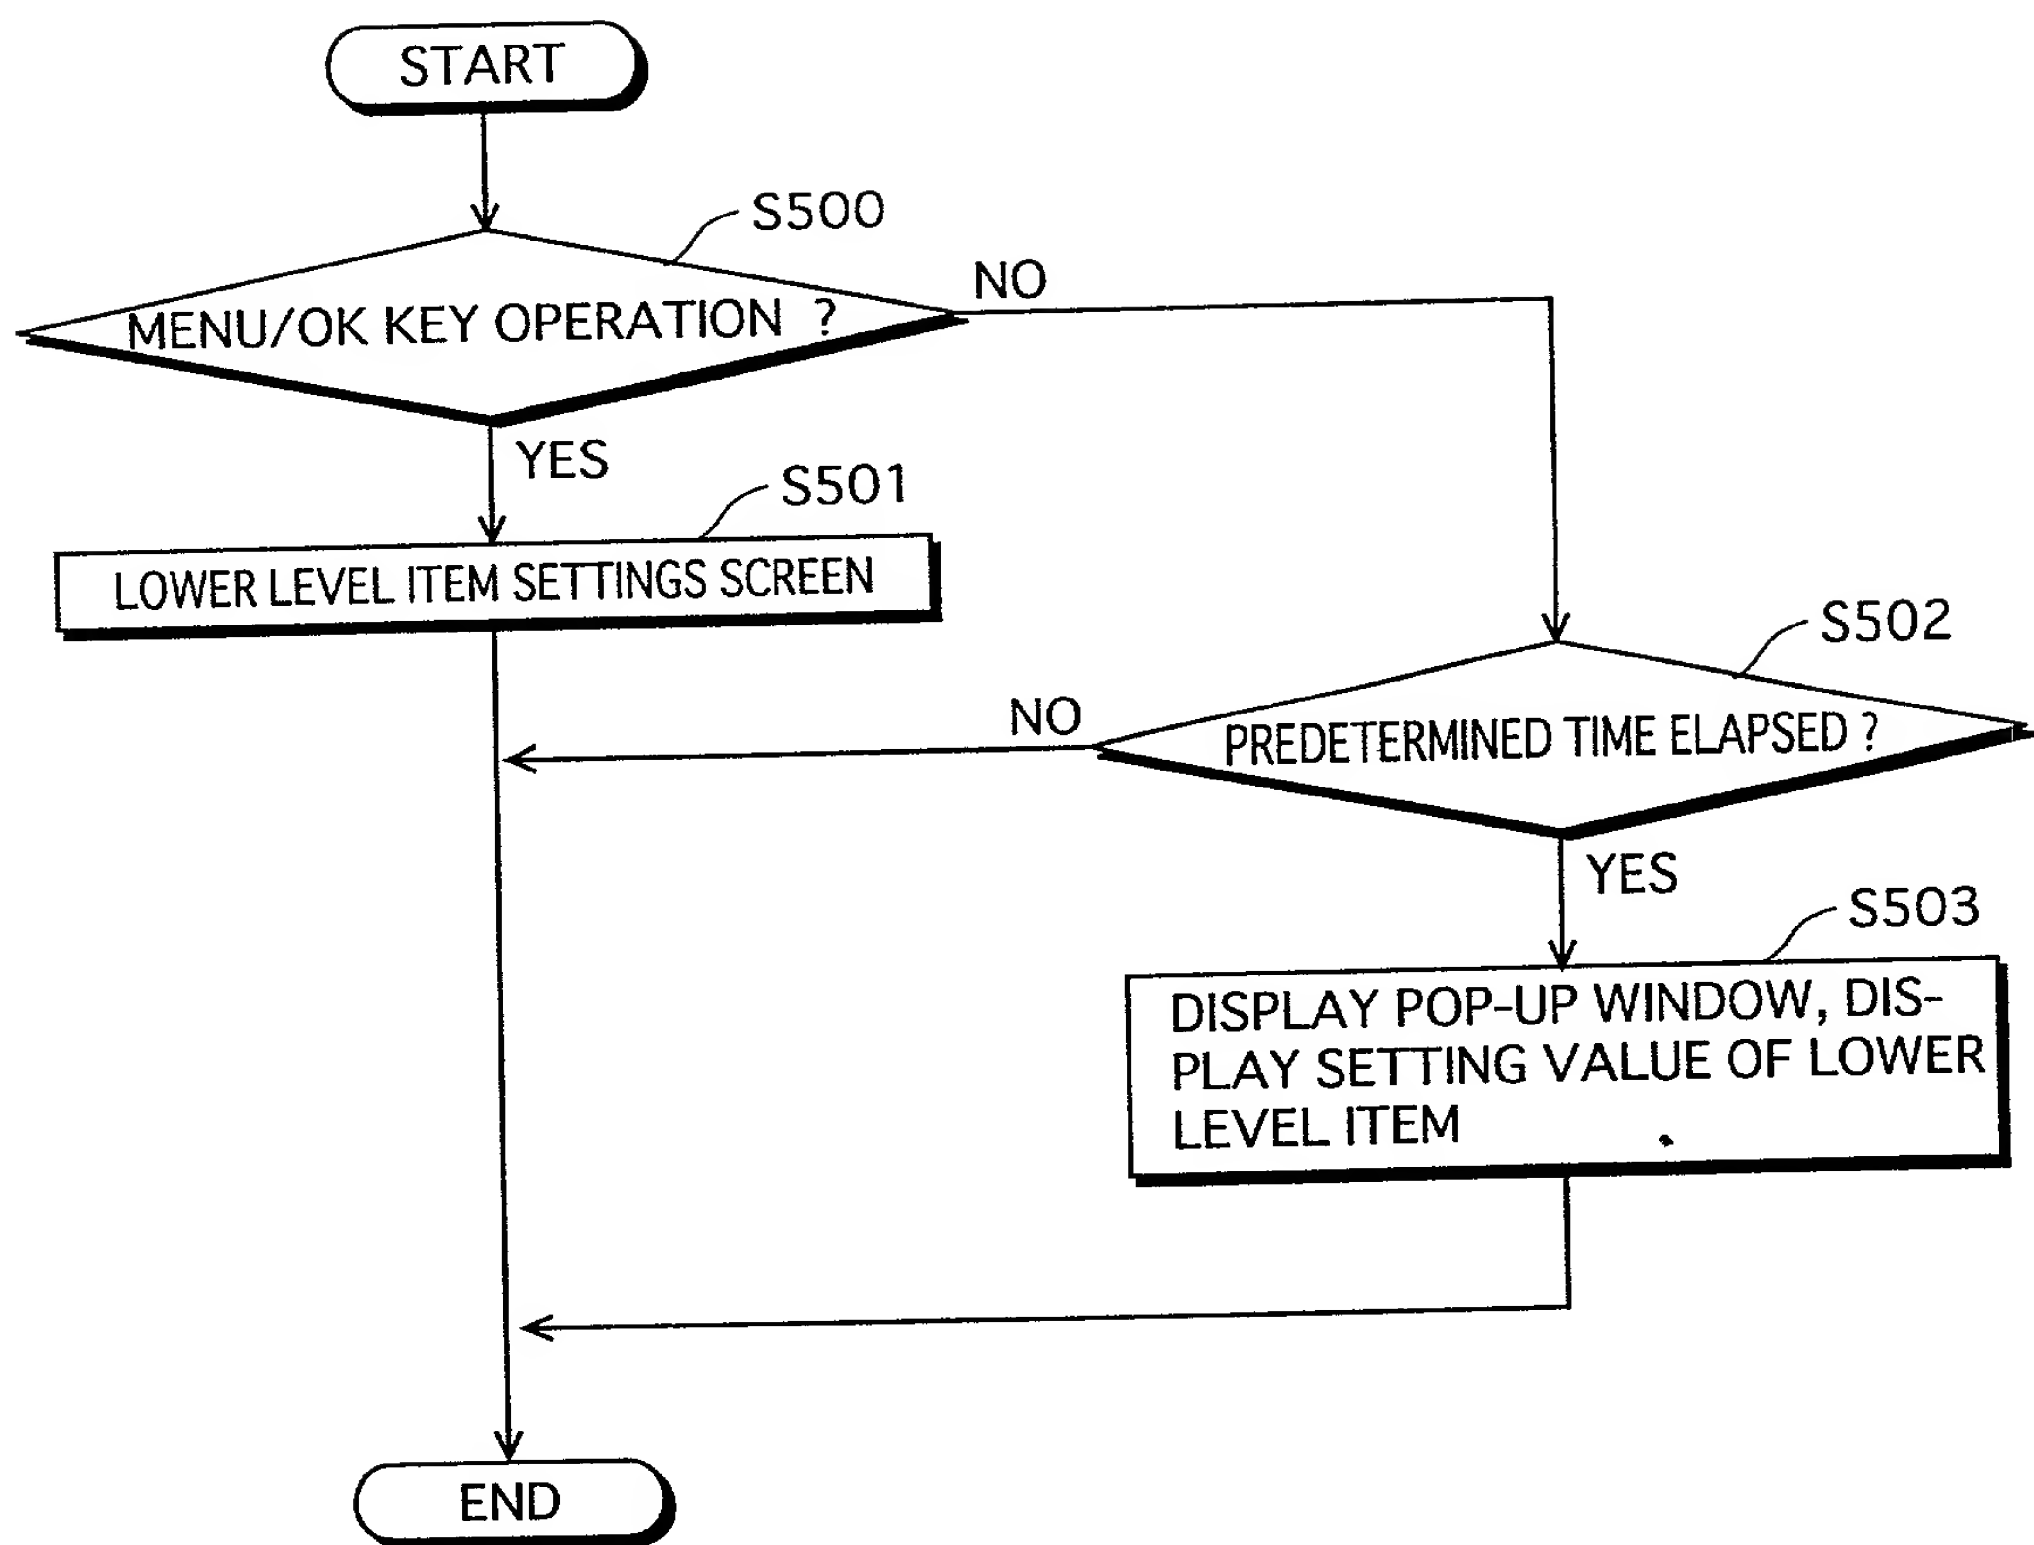 START
S500
NO
MENU/OK KEY OPERATION ?
YES
S501
LOWER LEVEL ITEM SETTINGS SCREEN
S502
NO
PREDETERMINED TIME ELAPSED ?
YES
S503
DISPLAY POP-UP WINDOW, DIS-
PLAY SETTING VALUE OF LOWER
LEVEL ITEM
END